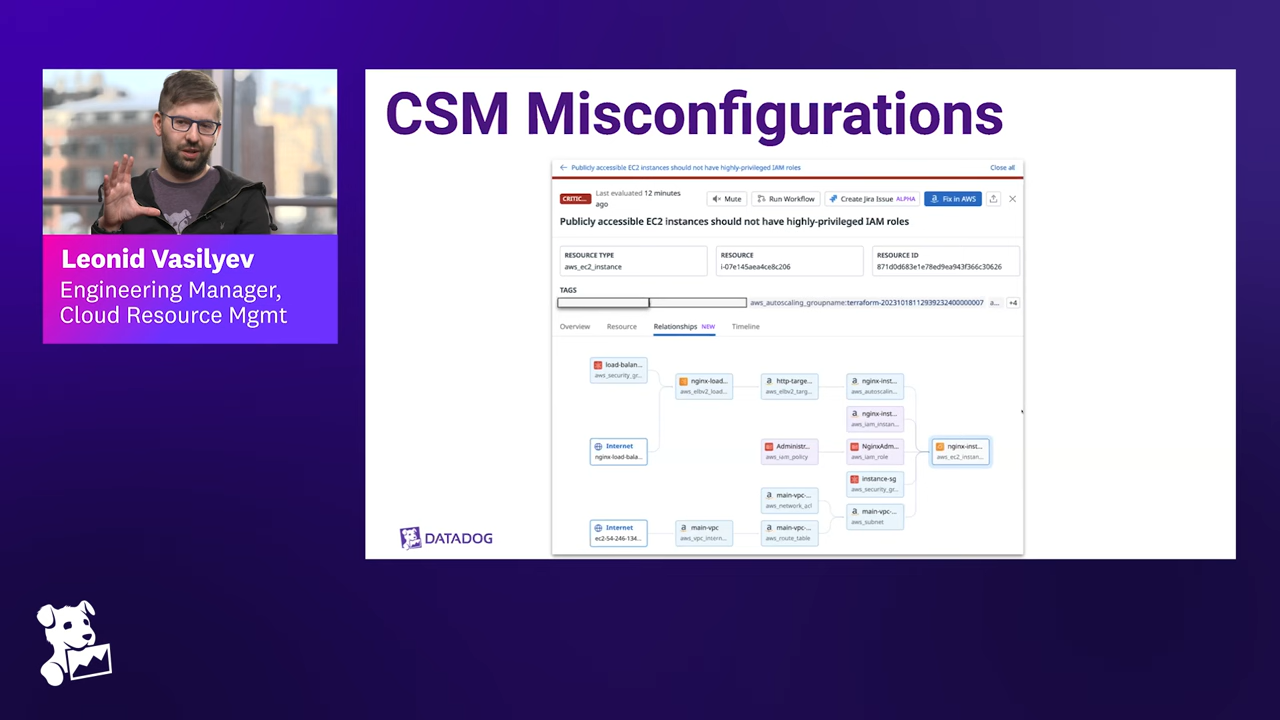 CSM Misconfigurations
Leonid Vasilyev
Engineering Manager,
Cloud Resource Mgmt
← Publicly accessible EC2 instances should not have highly-privileged IAM roles
Close all
CRITIC...
Last evaluated 12 minutes
ago
Mute
Run Workflow
Create Jira Issue ALPHA
Fix in AWS
Publicly accessible EC2 instances should not have highly-privileged IAM roles
RESOURCE TYPE
aws_ec2_instance
RESOURCE
i-07e145aea4ce8c206
RESOURCE ID
871d0d683e1e78ed9ea943f366c30626
TAGS
aws_autoscaling_groupname:terraform-20231018112939232400000007
a...
+4
Overview
Resource
Relationships NEW
Timeline
load-balan...
aws_security_gr...
nginx-load...
aws_elbv2_load...
http-targe...
aws_elbv2_targ...
nginx-inst...
aws_autoscalin...
nginx-inst...
aws_iam_instan...
Internet
nginx-load-bala...
Administr...
aws_iam_policy
NginxAdm...
aws_iam_role
nginx-inst...
aws_ec2_instan...
instance-sg
aws_security_gr...
main-vpc-...
aws_network_acl
main-vpc-...
aws_subnet
Internet
ec2-54-246-134...
main-vpc
aws_vpc_intern...
main-vpc-...
aws_route_table
DATADOG